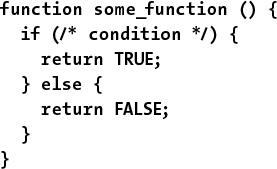 function some_function () {
  if (/* condition */) {
    return TRUE;
  } else {
    return FALSE;
  }
}